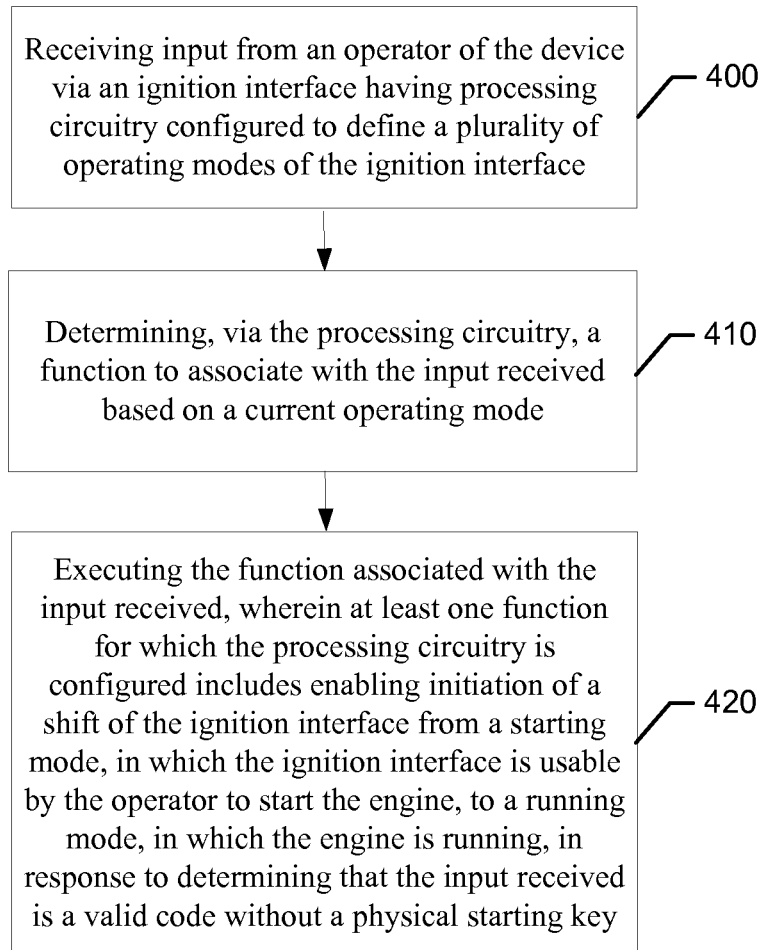 Receiving input from an operator of the device
via an ignition interface having processing
circuitry configured to define a plurality of
operating modes of the ignition interface
400
Determining, via the processing circuitry, a
function to associate with the input received
based on a current operating mode
410
Executing the function associated with the
input received, wherein at least one function
for which the processing circuitry is
configured includes enabling initiation of a
shift of the ignition interface from a starting
mode, in which the ignition interface is usable
by the operator to start the engine, to a running
mode, in which the engine is running, in
response to determining that the input received
is a valid code without a physical starting key
420